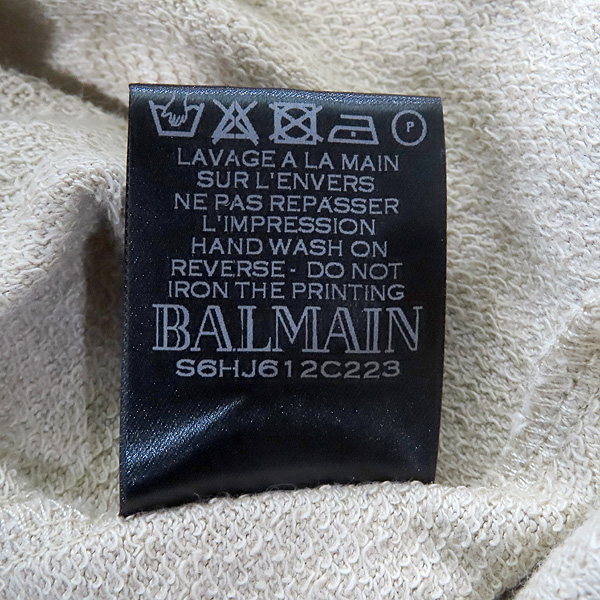 P
LAVAGE A LA MAIN
SUR L'ENVERS
NE PAS REPASSER
L'IMPRESSION
HAND WASH ON
REVERSE - DO NOT
IRON THE PRINTING
BALMAIN
S6HJ612C223